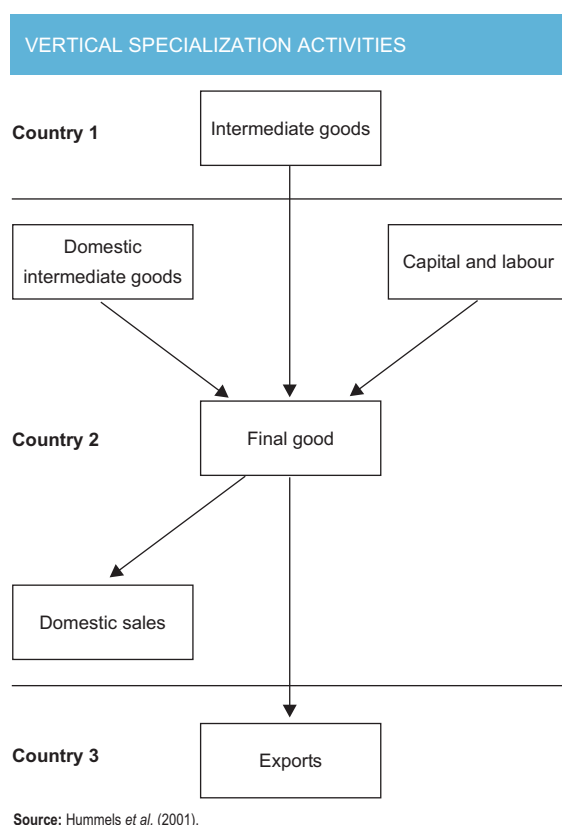 VERTICAL SPECIALIZATION ACTIVITIES
Country 1
Intermediate goods
Domestic
intermediate goods
Capital and labour
Country 2
Final good
Domestic sales
Country 3
Exports
Source: Hummels et al. (2001).